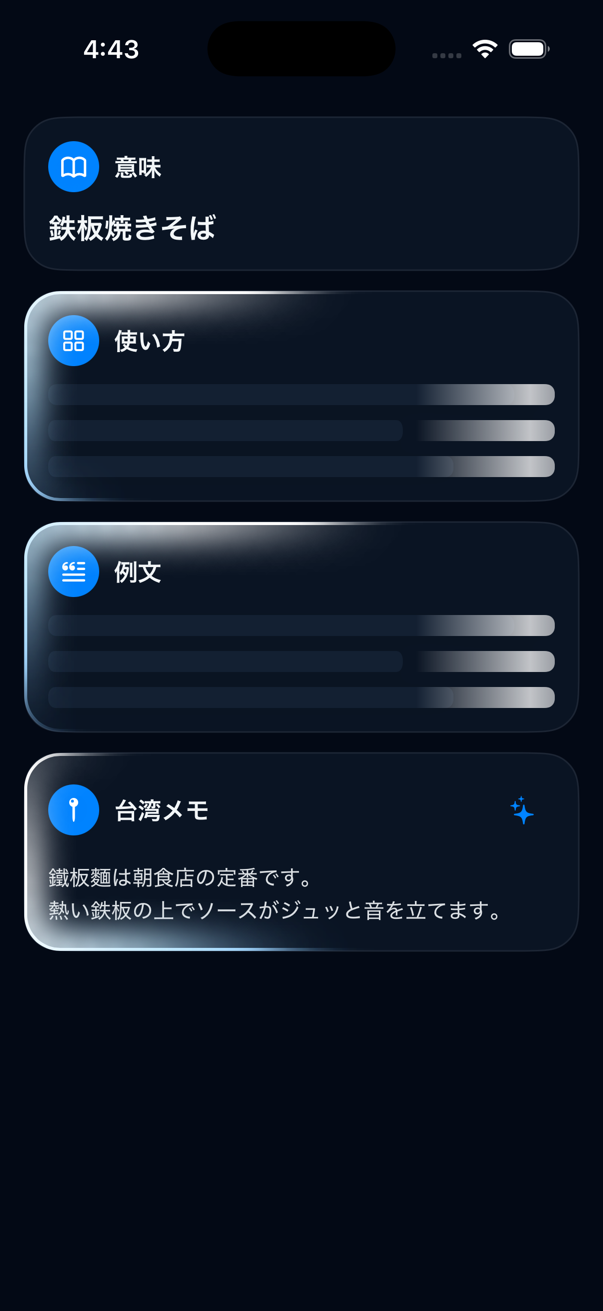 4:43
意味
鉄板焼きそば
使い方
例文
台湾メモ
鐵板麵は朝食店の定番です。
熱い鉄板の上でソースがジュッと音を立てます。